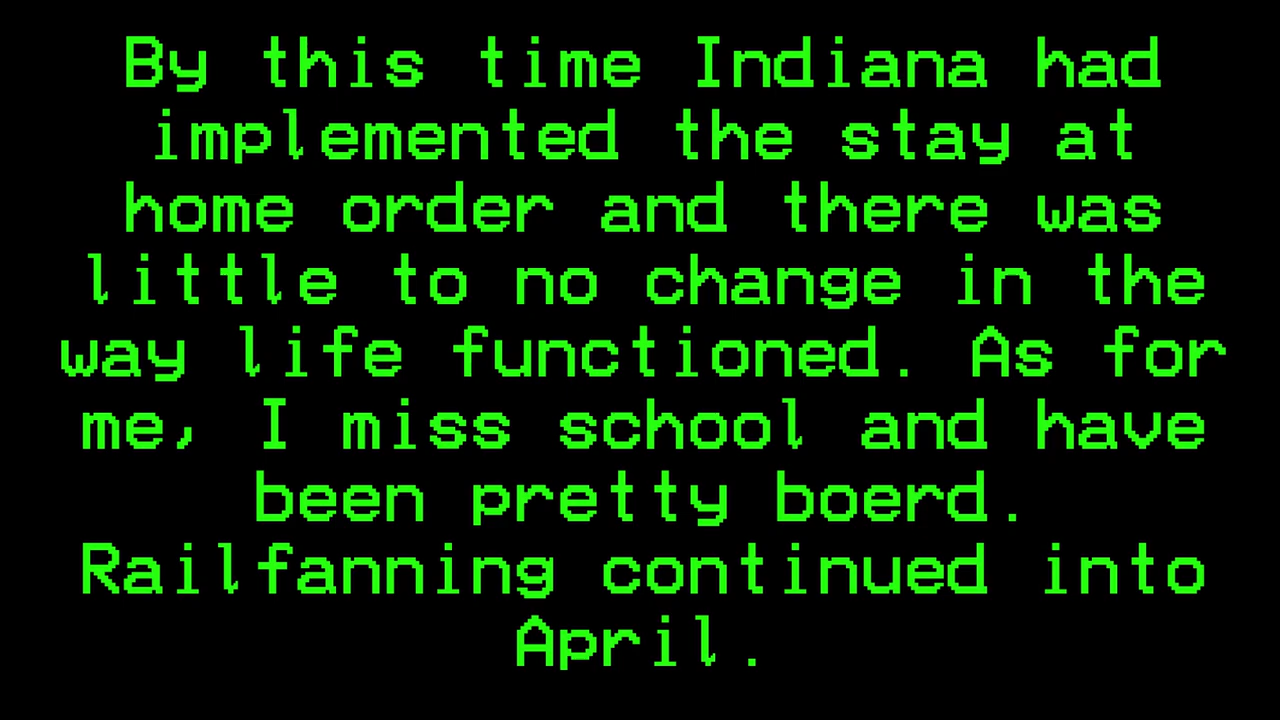 By this time Indiana had
implemented the stay at
home order and there was
little to no change in the
way life functioned. As for
me, I miss school and have
been pretty boerd.
Railfanning continued into
April.